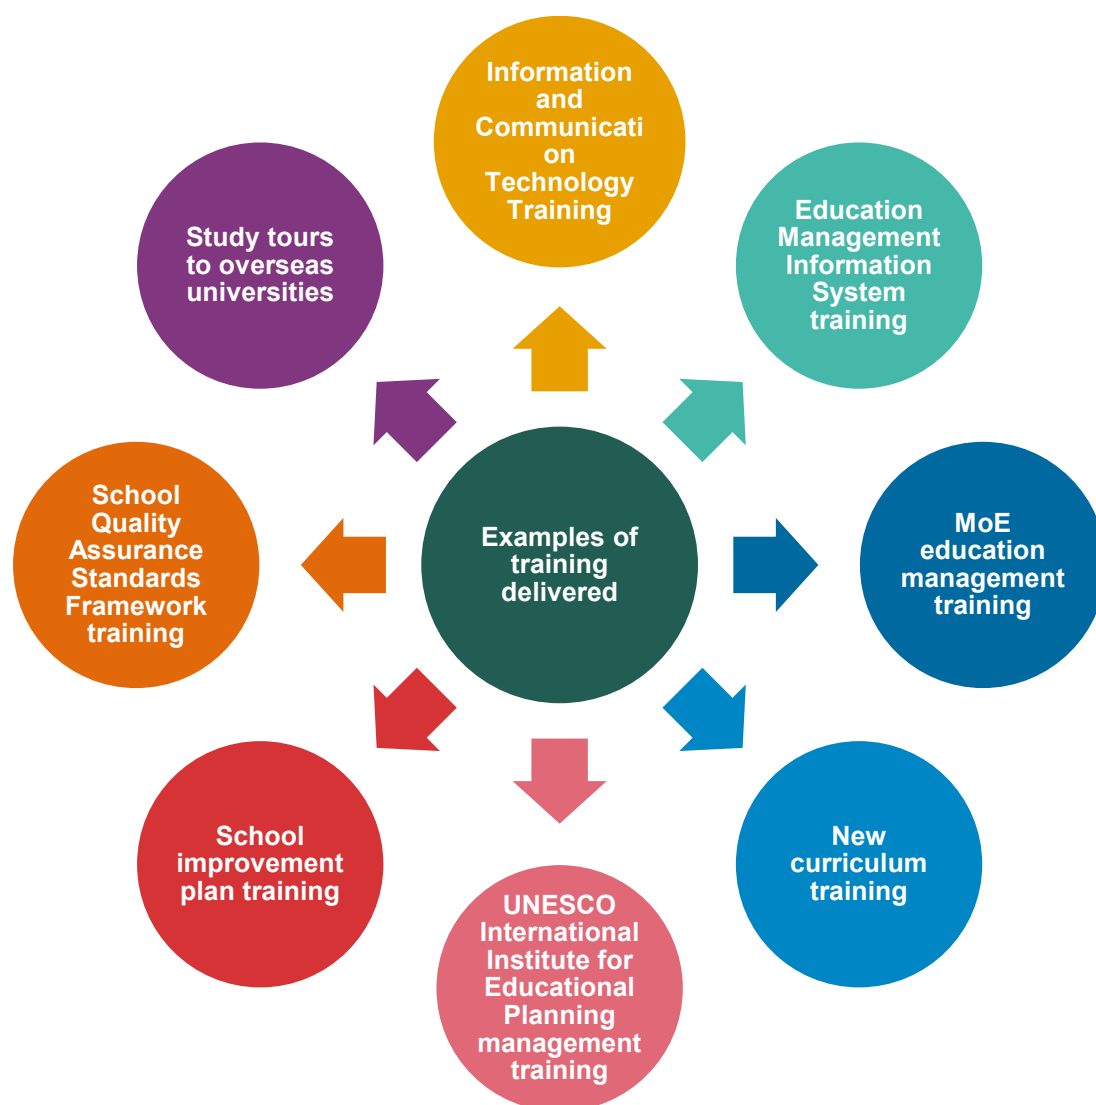 Information
and
Communicati
on
Technology
Training
Education
Management
Information
System
training
MoE
education
management
training
New
curriculum
training
UNESCO
International
Institute for
Educational
Planning
management
training
School
improvement
plan training
School
Quality
Assurance
Standards
Framework
training
Study tours
to overseas
universities
Examples of
training
delivered